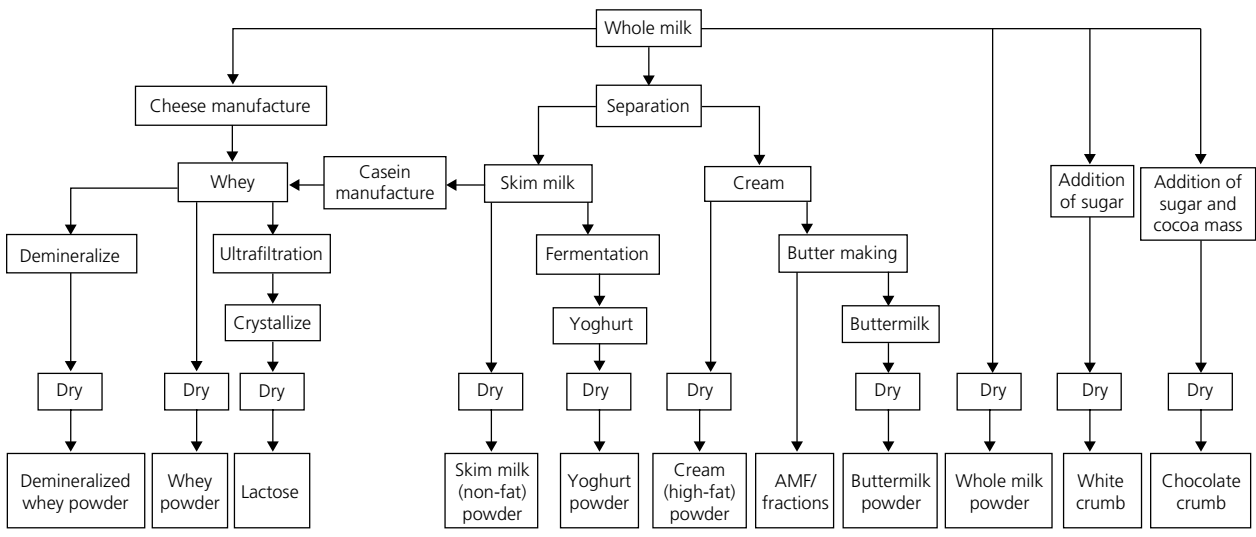 Whole milk
Cheese manufacture
Separation
Whey
Casein
manufacture
Skim milk
Cream
Addition
of sugar
Addition of
sugar and
cocoa mass
Demineralize
Ultrafiltration
Fermentation
Butter making
Crystallize
Yoghurt
Buttermilk
Dry
Dry
Dry
Dry
Dry
Dry
Dry
Dry
Dry
Dry
Demineralized
whey powder
Whey
powder
Lactose
Skim milk
(non-fat)
powder
Yoghurt
powder
Cream
(high-fat)
powder
AMF/
fractions
Buttermilk
powder
Whole milk
powder
White
crumb
Chocolate
crumb